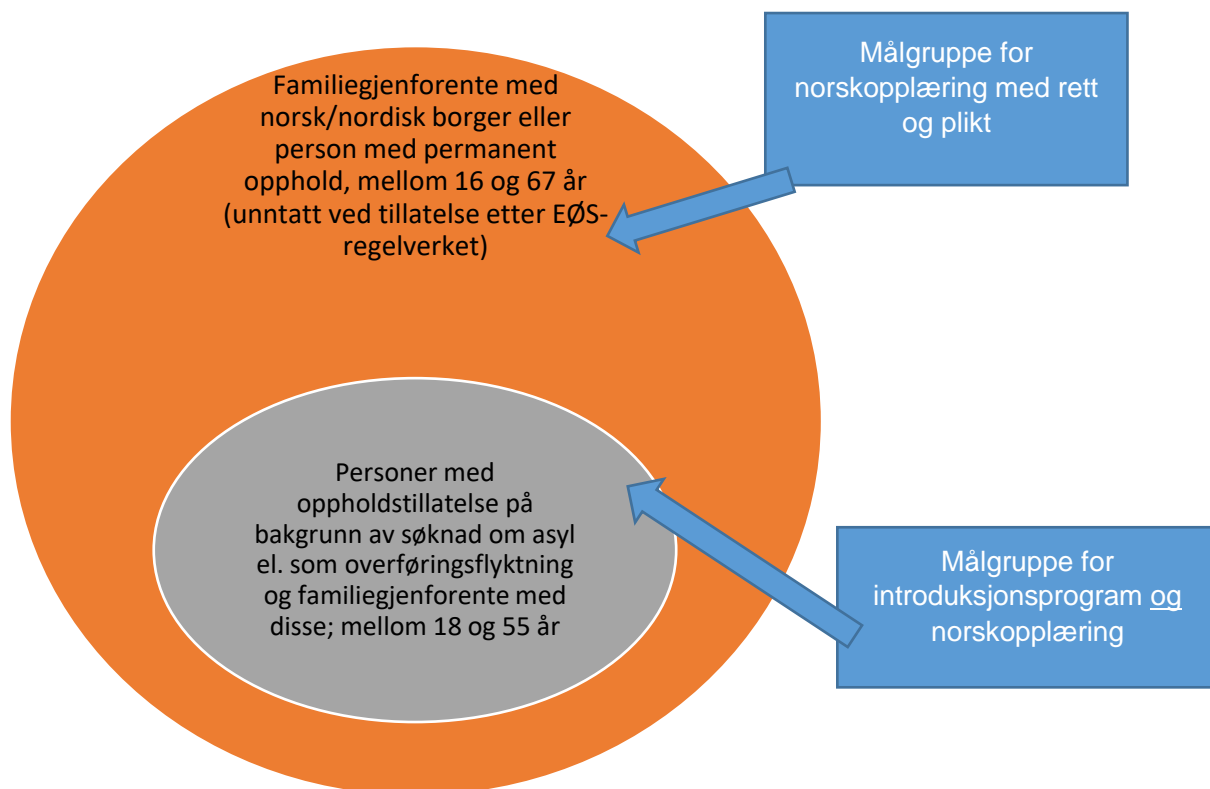 Familiegjenforente med
norsk/nordisk borger eller
person med permanent
opphold, mellom 16 og 67 år
(unntatt ved tillatelse etter EØS-
regelverket)
Målgruppe for
norskopplæring med rett
og plikt
Personer med
oppholdstillatelse på
bakgrunn av søknad om asyl
el. som overføringsflyktning
og familiegjenforente med
disse; mellom 18 og 55 år
Målgruppe for
introduksjonsprogram og
norskopplæring